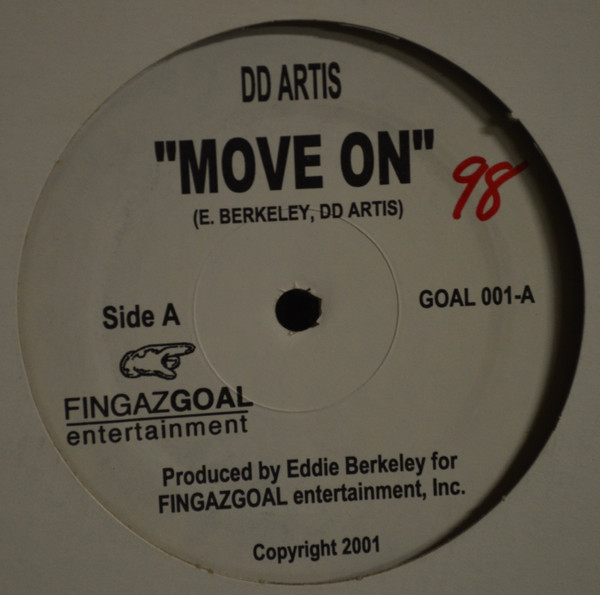 DD ARTIS
"MOVE ON"
98
(E. BERKELEY, DD ARTIS)
GOAL 001-A
Side A
FINGAZGOAL
entertainment
Produced by Eddie Berkeley for
FINGAZGOAL entertainment, Inc.
Copyright 2001